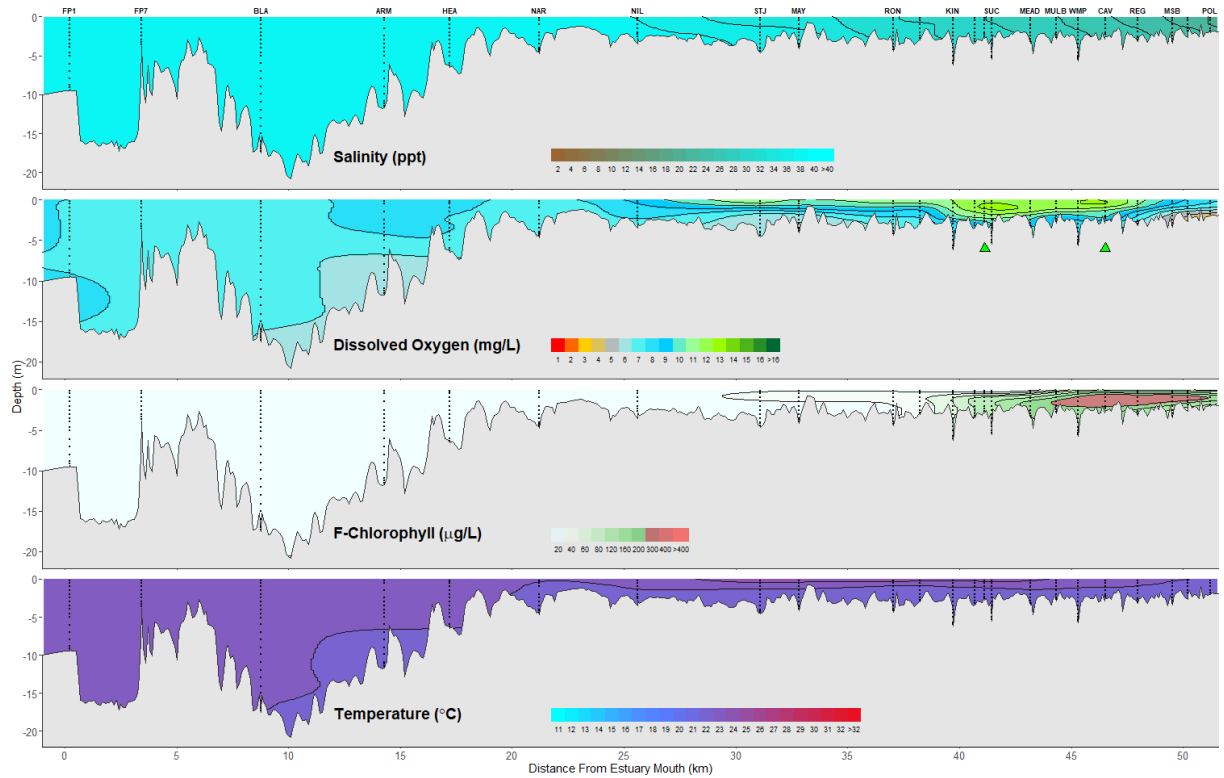 FP1 FP7 BLA ARM HEA NAR NIL STJ MAY RON KIN SUC MEAD MULB WMP CAV REG MSB POL
0
-5
-10
-15
-20
Salinity (ppt)
2 4 6 8 10 12 14 16 18 20 22 24 26 28 30 32 34 36 38 40 >40
0
-5
-10
-15
-20
Dissolved Oxygen (mg/L)
1 2 3 4 5 6 7 8 9 10 11 12 13 14 15 16 >16
Depth (m)
0
-5
-10
-15
-20
F-Chlorophyll (μg/L)
20 40 60 80 120 160 200 300 400 >400
0
-5
-10
-15
-20
Temperature (°C)
11 12 13 14 15 16 17 18 19 20 21 22 23 24 25 26 27 28 29 30 31 32 >32
0 5 10 15 20 25 30 35 40 45 50
Distance From Estuary Mouth (km)